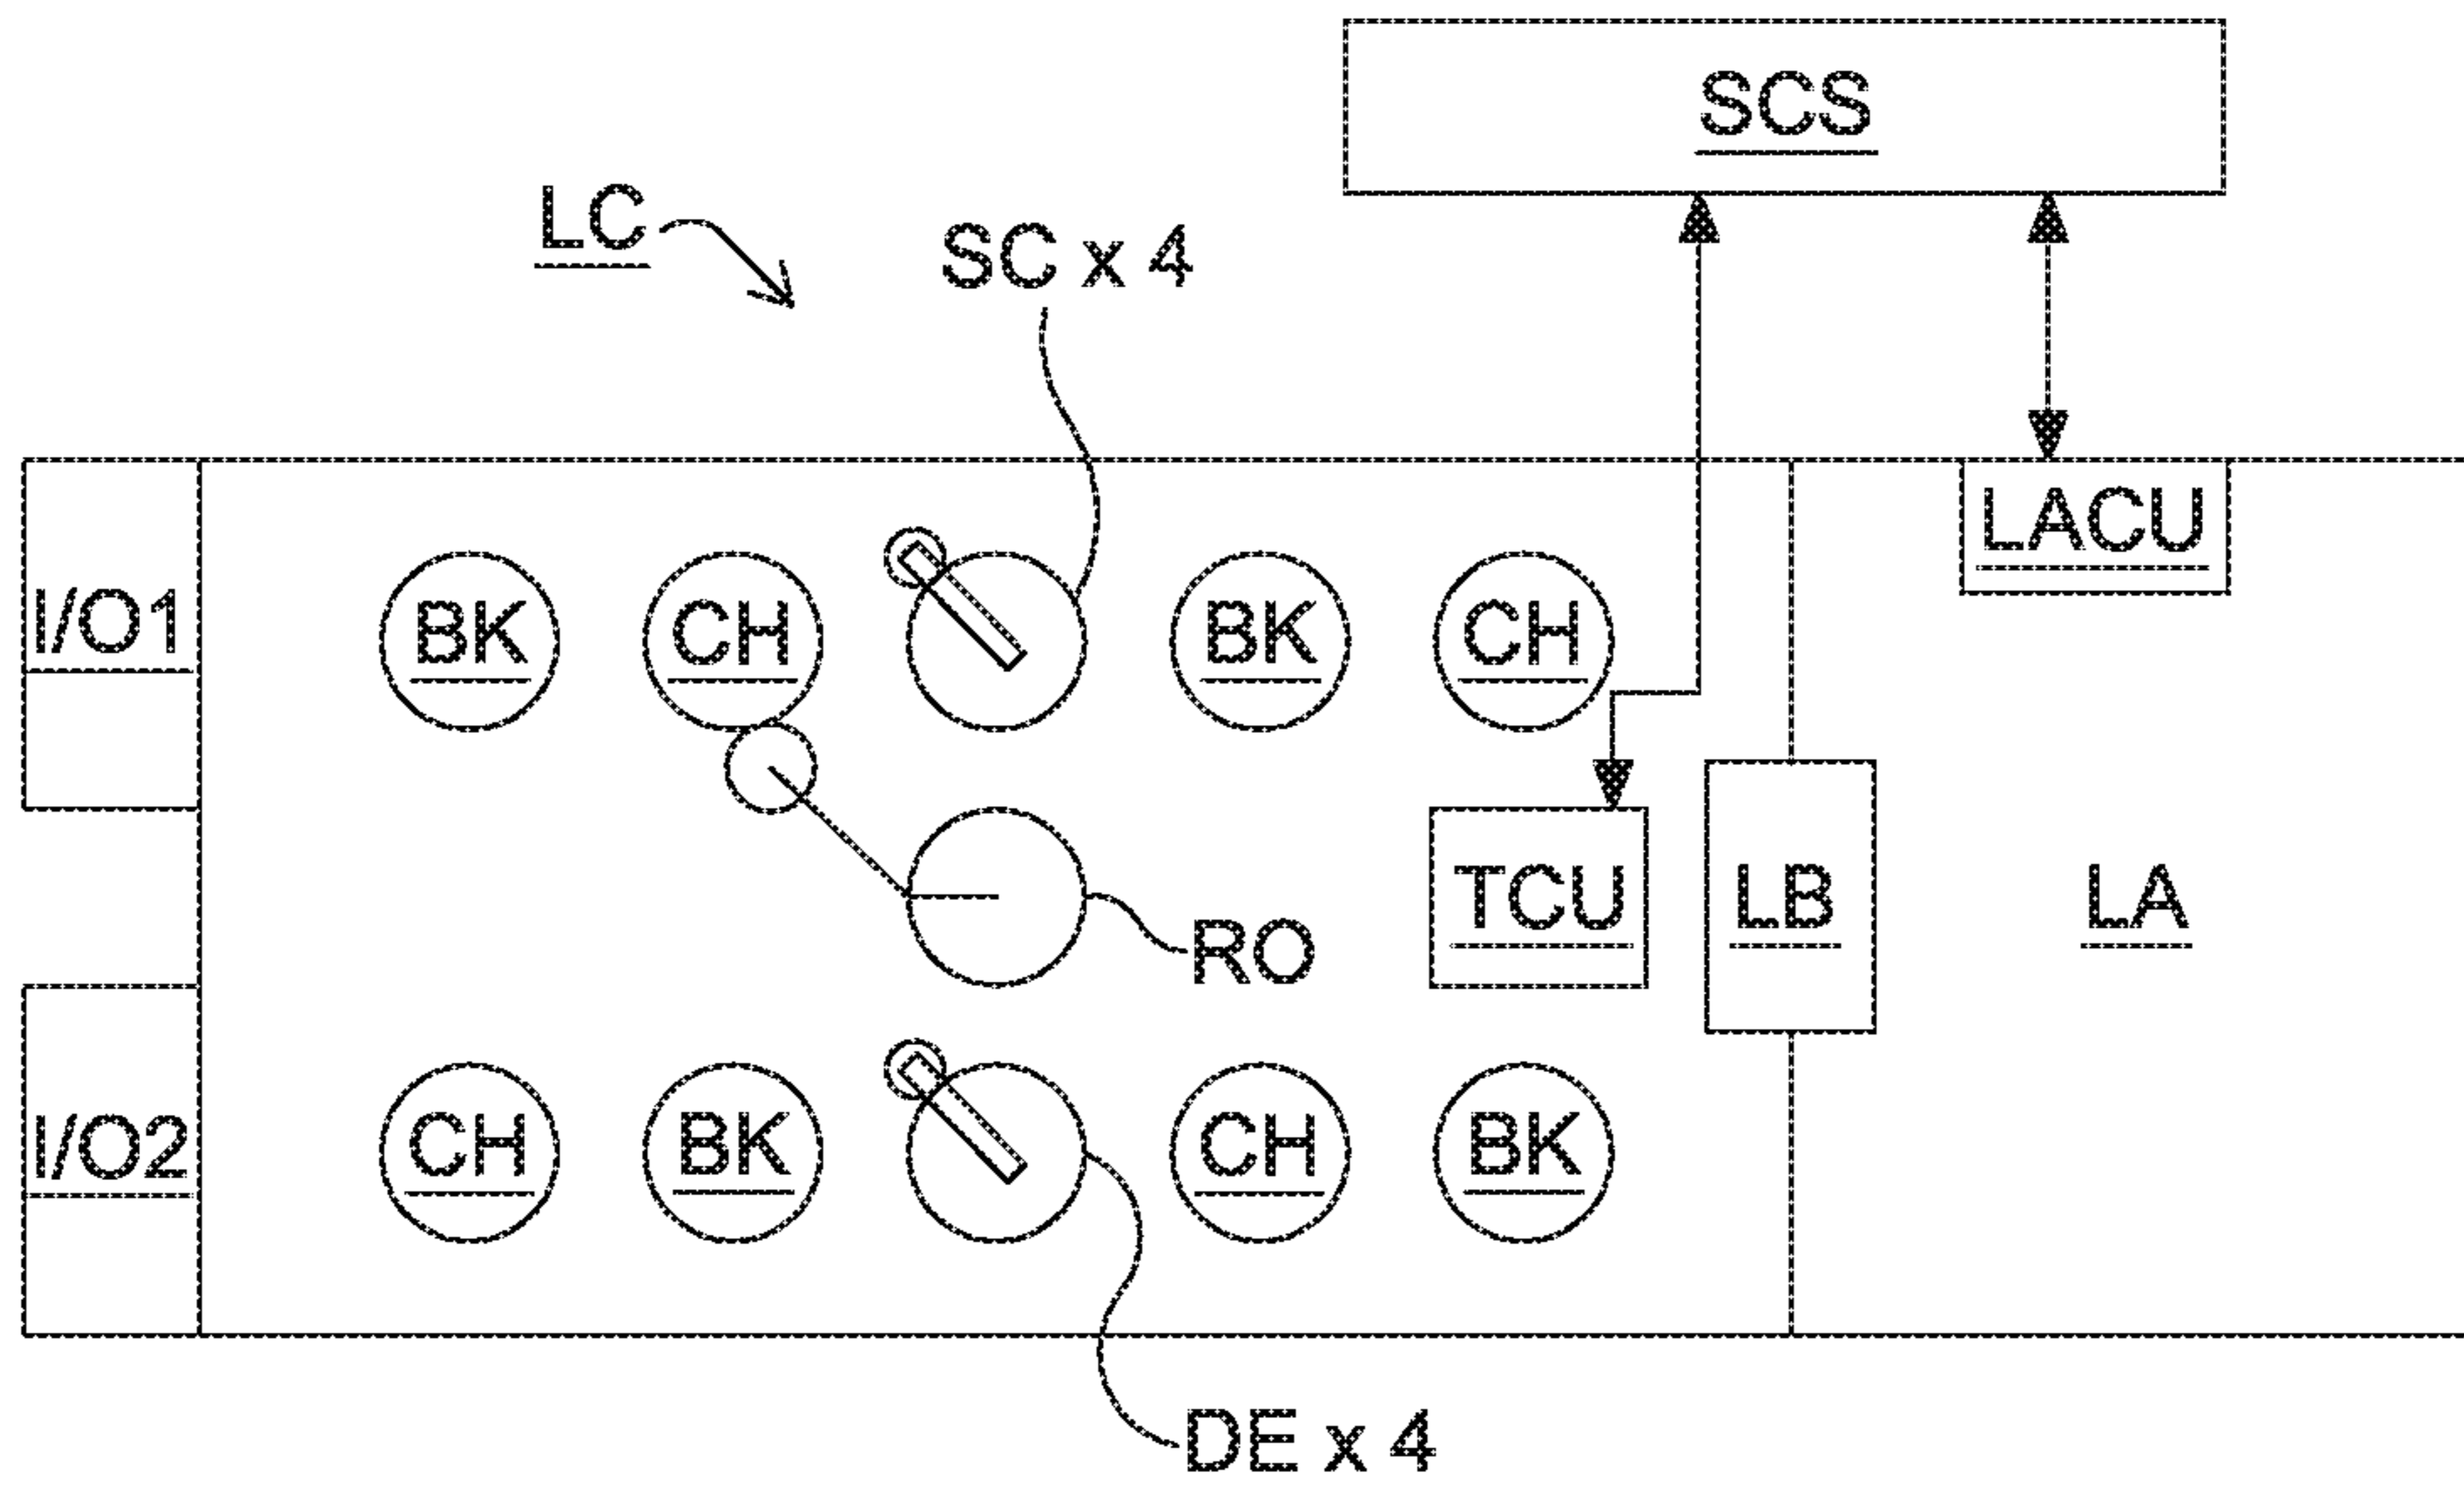 SCS
LC
SC x 4
LACU
I/O1
BK
CH
BK
CH
TCU
LB
LA
RO
I/O2
CH
BK
CH
BK
DE x 4